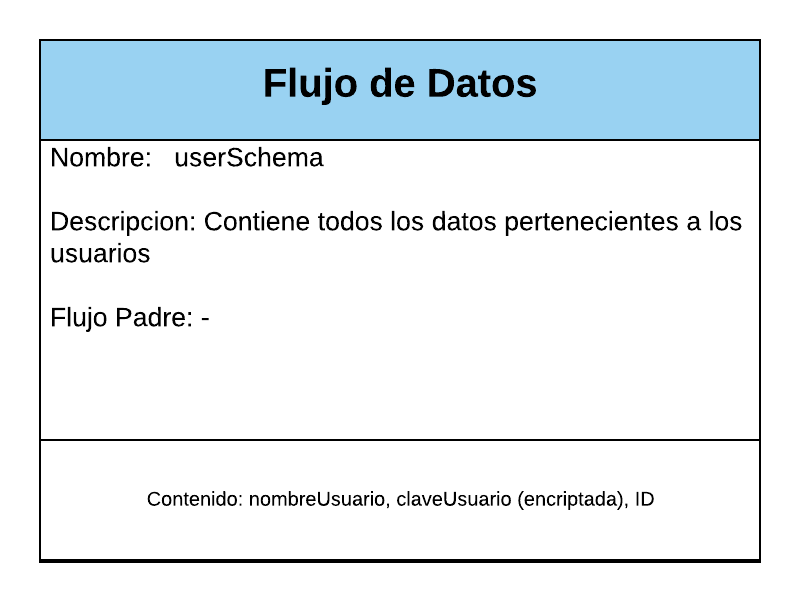 Flujo de Datos
Nombre:   userSchema
Descripcion: Contiene todos los datos pertenecientes a los
usuarios
Flujo Padre: -
Contenido: nombreUsuario, claveUsuario (encriptada), ID